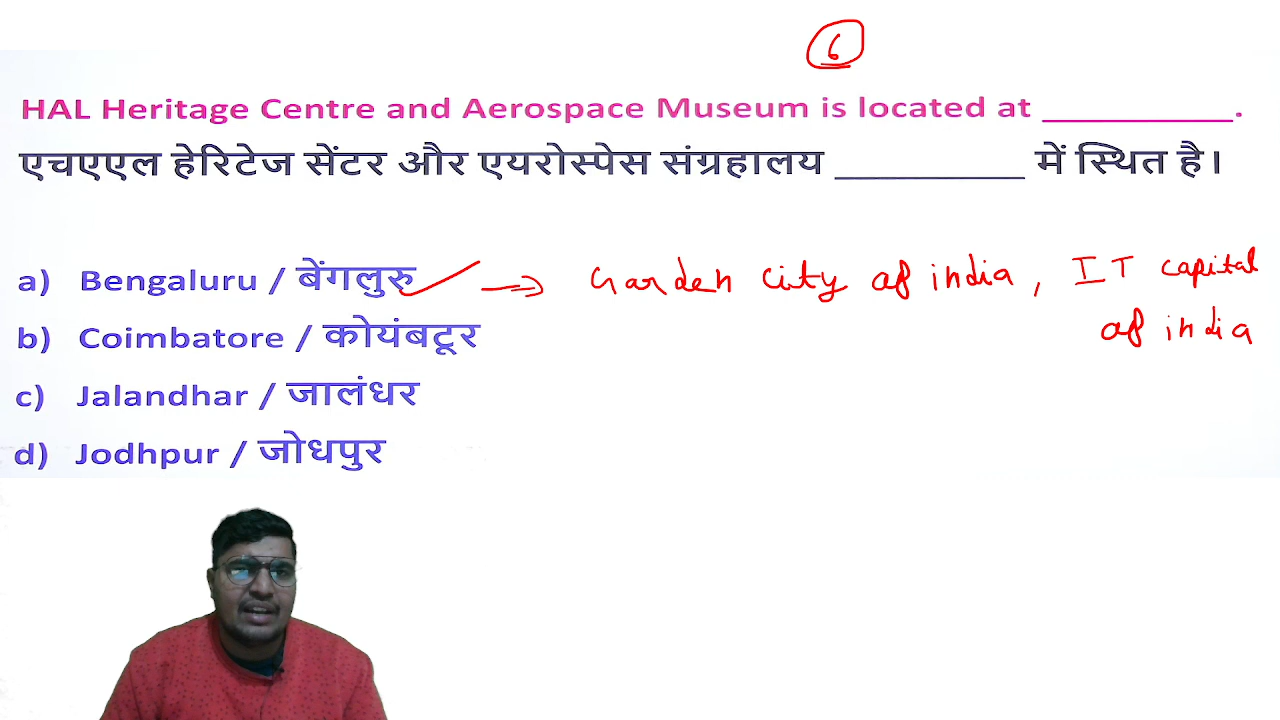 6
HAL Heritage Centre and Aerospace Museum is located at __________.
एचएएल हेरिटेज सेंटर और एयरोस्पेस संग्रहालय __________ में स्थित है।
a) Bengaluru / बेंगलुरु → Garden City of india, IT capital
of india
b) Coimbatore / कोयंबटूर
c) Jalandhar / जालंधर
d) Jodhpur / जोधपुर